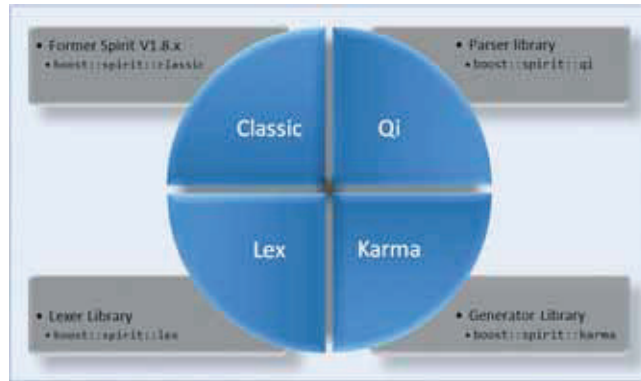 • Former Spirit V1.8.x
• boost::spirit::classic
• Parser library
• boost::spirit::qi
Classic
Qi
Lex
Karma
• Lexer Library
• boost::spirit::lex
• Generator Library
• boost::spirit::karma